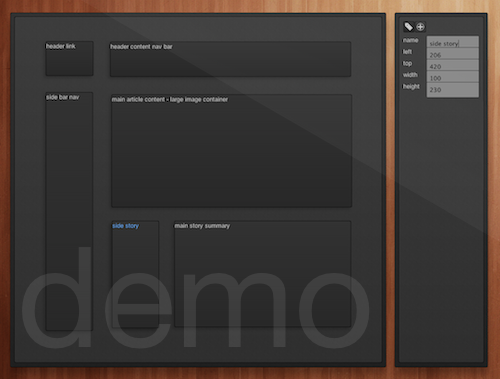 header link
header content nav bar
side bar nav
main article content - large image container
side story
main story summary
demo
name side story
left 206
top 420
width 100
height 230